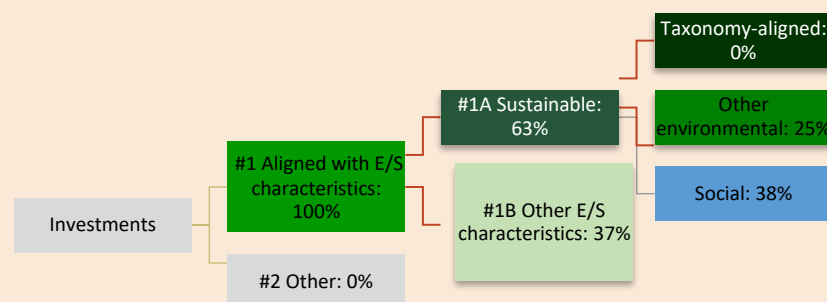 Taxonomy-aligned:
0%
#1A Sustainable:
63%
Other
environmental: 25%
#1 Aligned with E/S
characteristics:
100%
Social: 38%
#1B Other E/S
characteristics: 37%
Investments
#2 Other: 0%